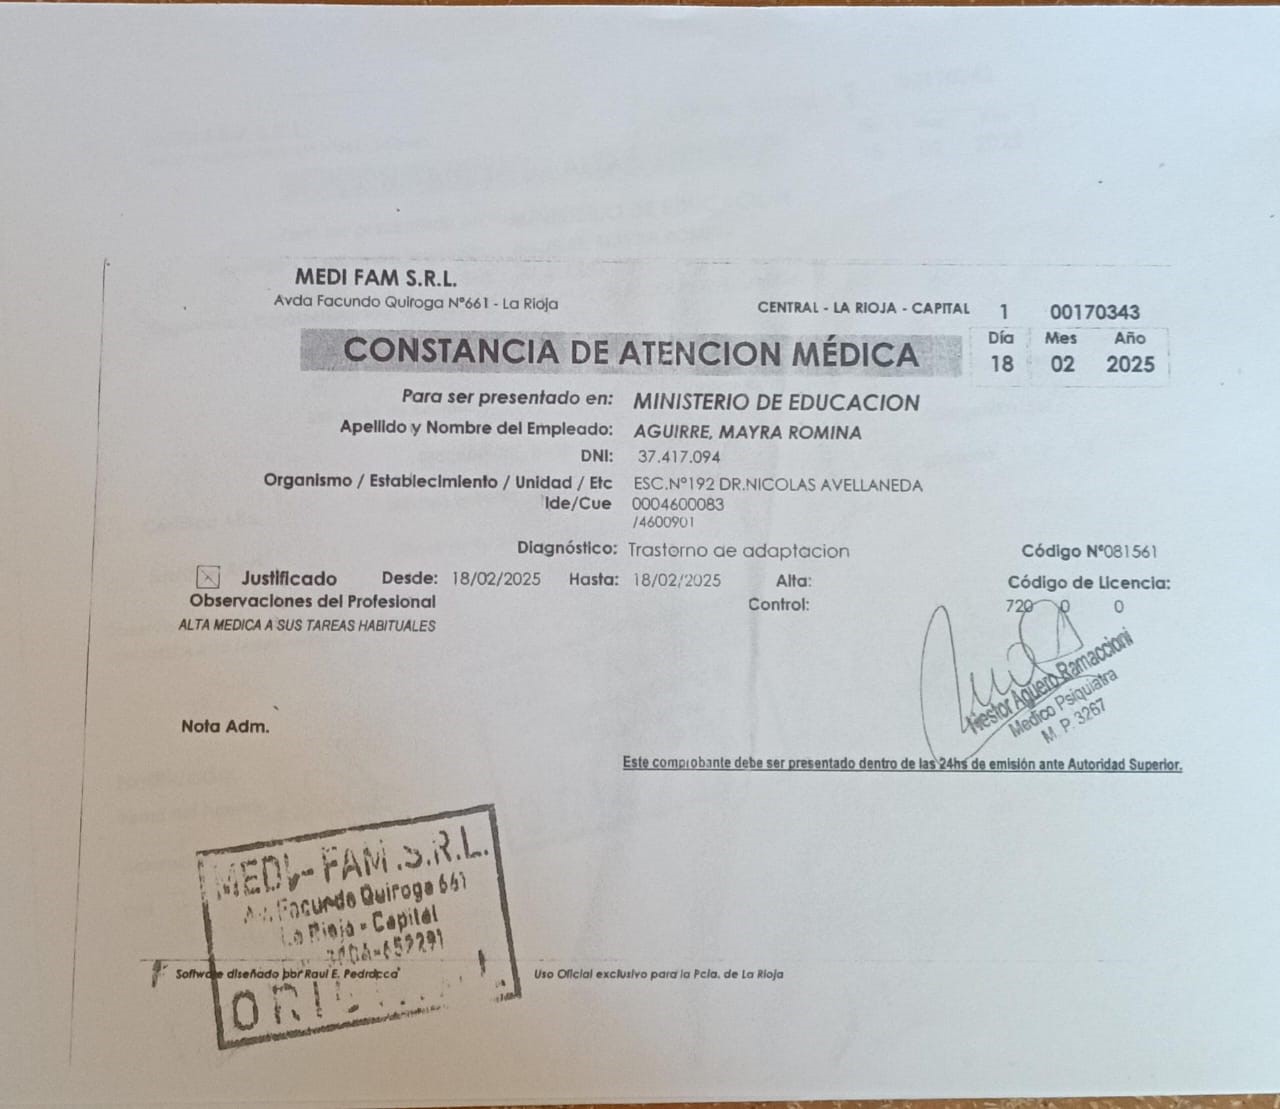 MEDI FAM S.R.L.
Avda Facundo Quiroga Nº661 - La Rioja
CENTRAL - LA RIOJA - CAPITAL 1 00170343
CONSTANCIA DE ATENCION MÉDICA
Día Mes Año
18 02 2025
Para ser presentado en: MINISTERIO DE EDUCACION
Apellido y Nombre del Empleado: AGUIRRE, MAYRA ROMINA
DNI: 37.417.094
Organismo / Establecimiento / Unidad / Etc ESC.Nº192 DR.NICOLAS AVELLANEDA
Ide/Cue 0004600083
/4600901
Diagnóstico: Trastorno de adaptacion Código Nº081561
Justificado Desde: 18/02/2025 Hasta: 18/02/2025 Alta: Código de Licencia:
Observaciones del Profesional Control: 720 0 0
ALTA MEDICA A SUS TAREAS HABITUALES
Nestor Aguero Ramaccioni
Medico Psiquiatra
M. P. 3267
Nota Adm.
Este comprobante debe ser presentado dentro de las 24hs de emisión ante Autoridad Superior.
MEDI-FAM.S.R.L.
Av. Facundo Quiroga 661
La Rioja - Capital
Software diseñado por Raul E. Pedrocca Uso Oficial exclusivo para la Pcia. de La Rioja